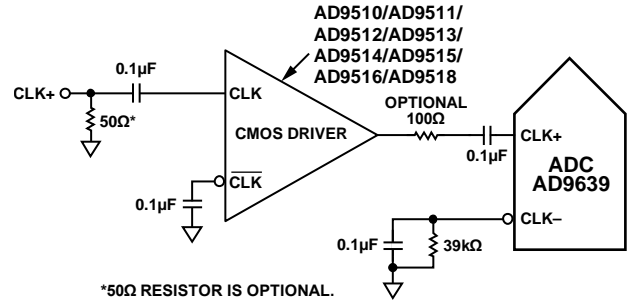 AD9510/AD9511/
AD9512/AD9513/
AD9514/AD9515/
AD9516/AD9518
0.1µF
CLK+
50Ω*
CLK
CMOS DRIVER
CLK
0.1µF
OPTIONAL
100Ω
0.1µF
CLK+
ADC
AD9639
CLK–
0.1µF
39kΩ
*50Ω RESISTOR IS OPTIONAL.